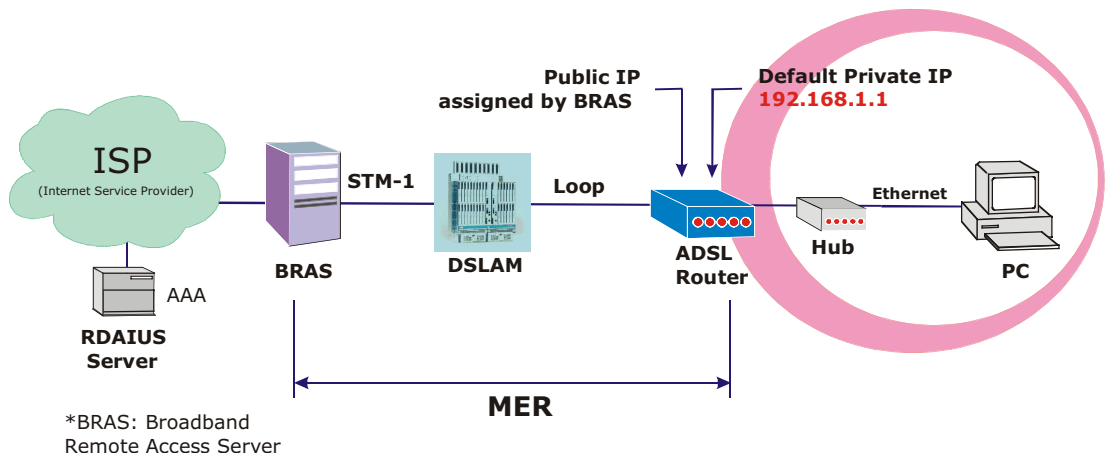 Public IP
assigned by BRAS
Default Private IP
192.168.1.1
ISP
(Internet Service Provider)
STM-1
Loop
Ethernet
BRAS
DSLAM
ADSL
Router
Hub
PC
AAA
RDAIUS
Server
MER
*BRAS: Broadband
Remote Access Server